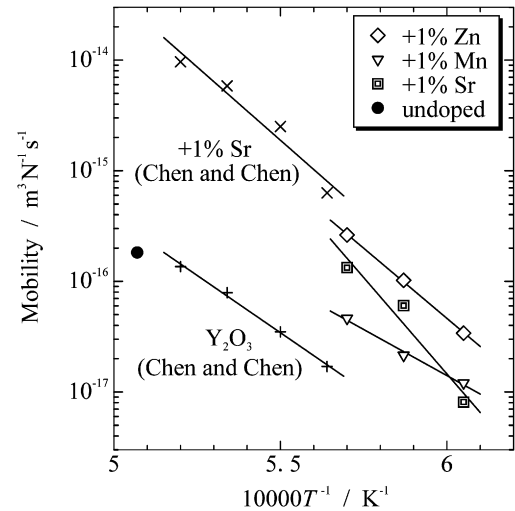 10⁻¹⁴
10⁻¹⁵
10⁻¹⁶
10⁻¹⁷
Mobility / m³N⁻¹s⁻¹
+1% Zn
+1% Mn
+1% Sr
undoped
+1% Sr
(Chen and Chen)
Y₂O₃
(Chen and Chen)
5
5.5
6
10000T⁻¹ / K⁻¹